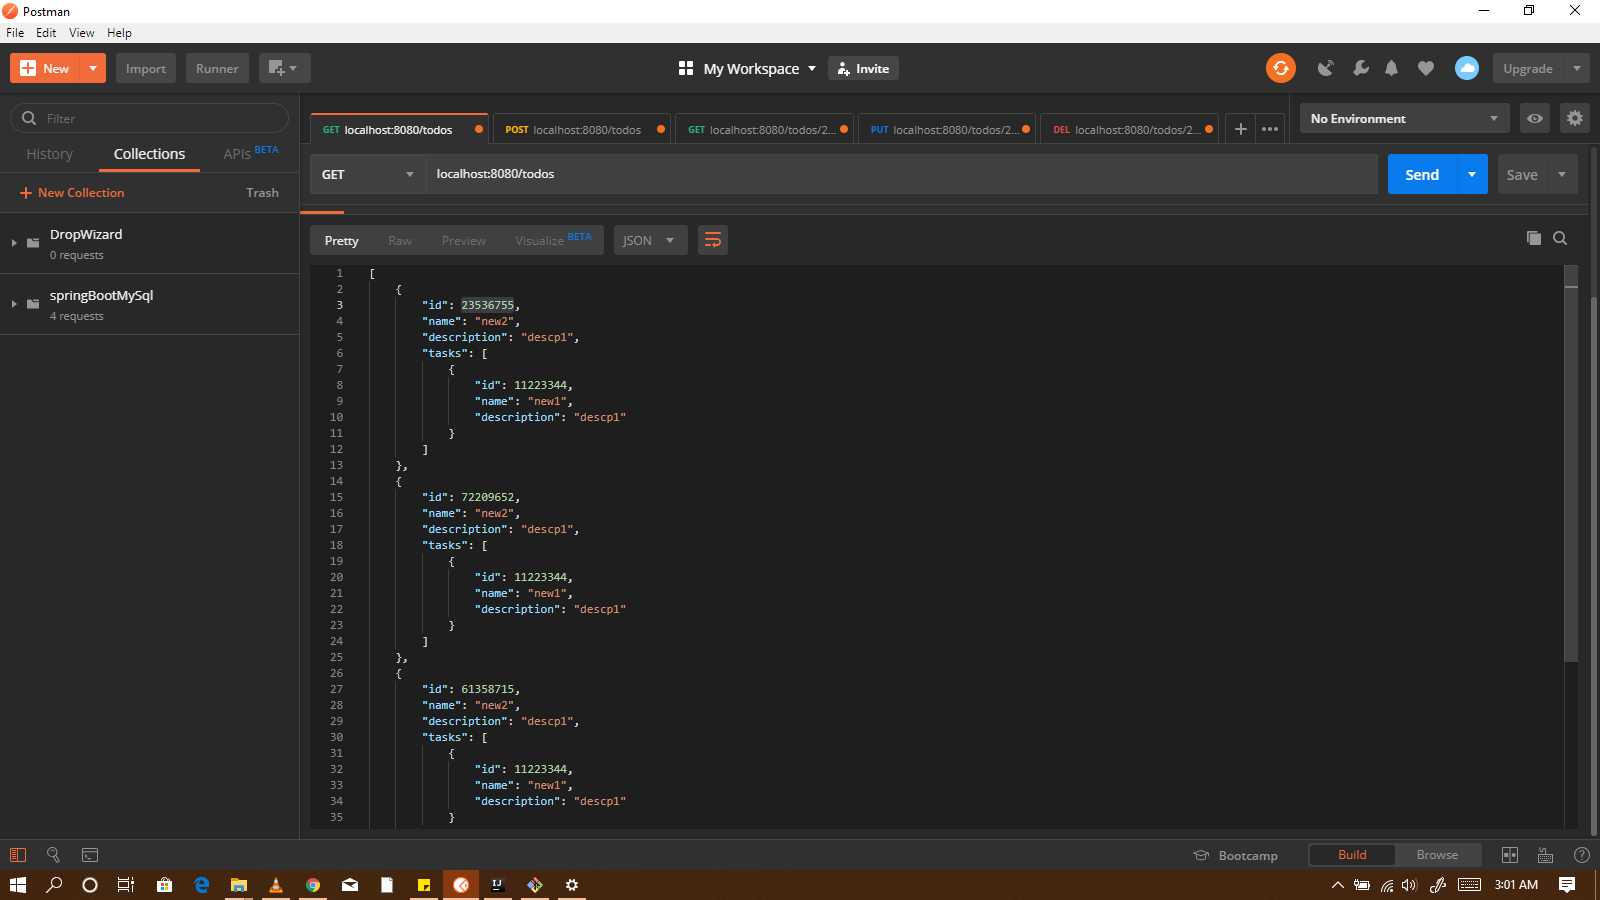 Postman
File Edit View Help
New Import Runner My Workspace Invite Upgrade
Filter
History Collections APIs BETA
New Collection Trash
DropWizard
0 requests
springBootMySql
4 requests
GET localhost:8080/todos POST localhost:8080/todos GET localhost:8080/todos/2... PUT localhost:8080/todos/2... DEL localhost:8080/todos/2... No Environment
GET localhost:8080/todos Send Save
Pretty Raw Preview Visualize BETA JSON
1 [
2 {
3 "id": 23536755,
4 "name": "new2",
5 "description": "descp1",
6 "tasks": [
7 {
8 "id": 11223344,
9 "name": "new1",
10 "description": "descp1"
11 }
12 ]
13 },
14 {
15 "id": 72209652,
16 "name": "new2",
17 "description": "descp1",
18 "tasks": [
19 {
20 "id": 11223344,
21 "name": "new1",
22 "description": "descp1"
23 }
24 ]
25 },
26 {
27 "id": 61358715,
28 "name": "new2",
29 "description": "descp1",
30 "tasks": [
31 {
32 "id": 11223344,
33 "name": "new1",
34 "description": "descp1"
35 }
Bootcamp Build Browse
3:01 AM